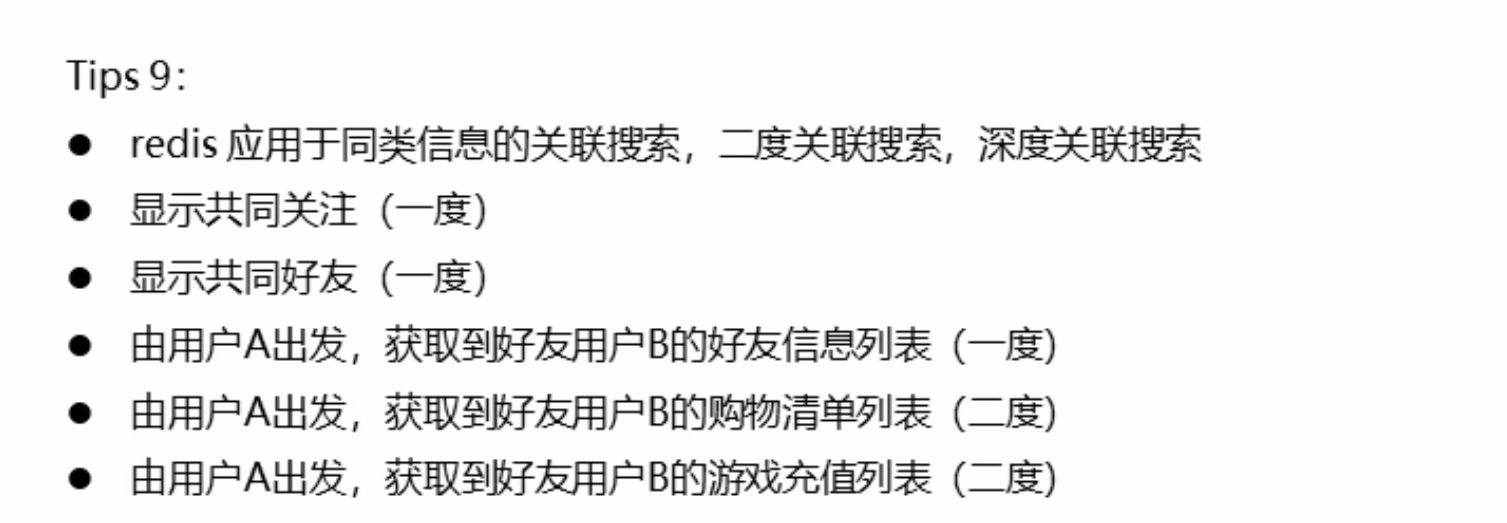 Tips 9：
● redis 应用于同类信息的关联搜索，二度关联搜索，深度关联搜索
● 显示共同关注（一度）
● 显示共同好友（一度）
● 由用户A出发，获取到好友用户B的好友信息列表（一度）
● 由用户A出发，获取到好友用户B的购物清单列表（二度）
● 由用户A出发，获取到好友用户B的游戏充值列表（二度）